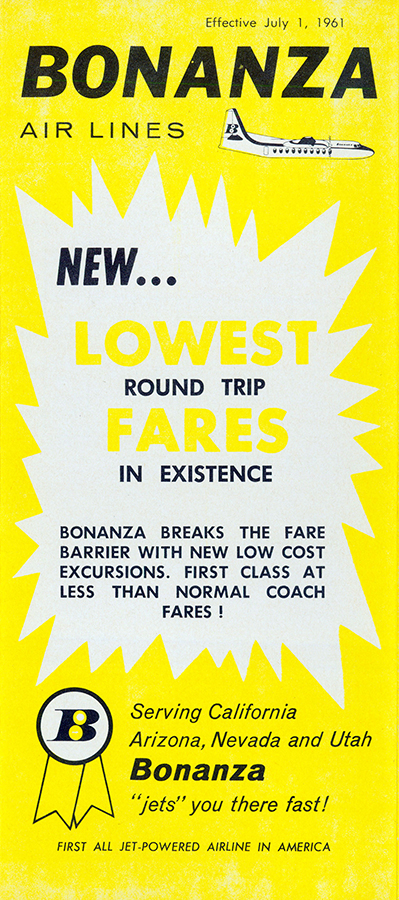 Effective July 1, 1961
BONANZA
AIR LINES
B
NEW...
LOWEST
ROUND TRIP
FARES
IN EXISTENCE
BONANZA BREAKS THE FARE
BARRIER WITH NEW LOW COST
EXCURSIONS. FIRST CLASS AT
LESS THAN NORMAL COACH
FARES !
B
Serving California
Arizona, Nevada and Utah
Bonanza
"jets" you there fast!
FIRST ALL JET-POWERED AIRLINE IN AMERICA